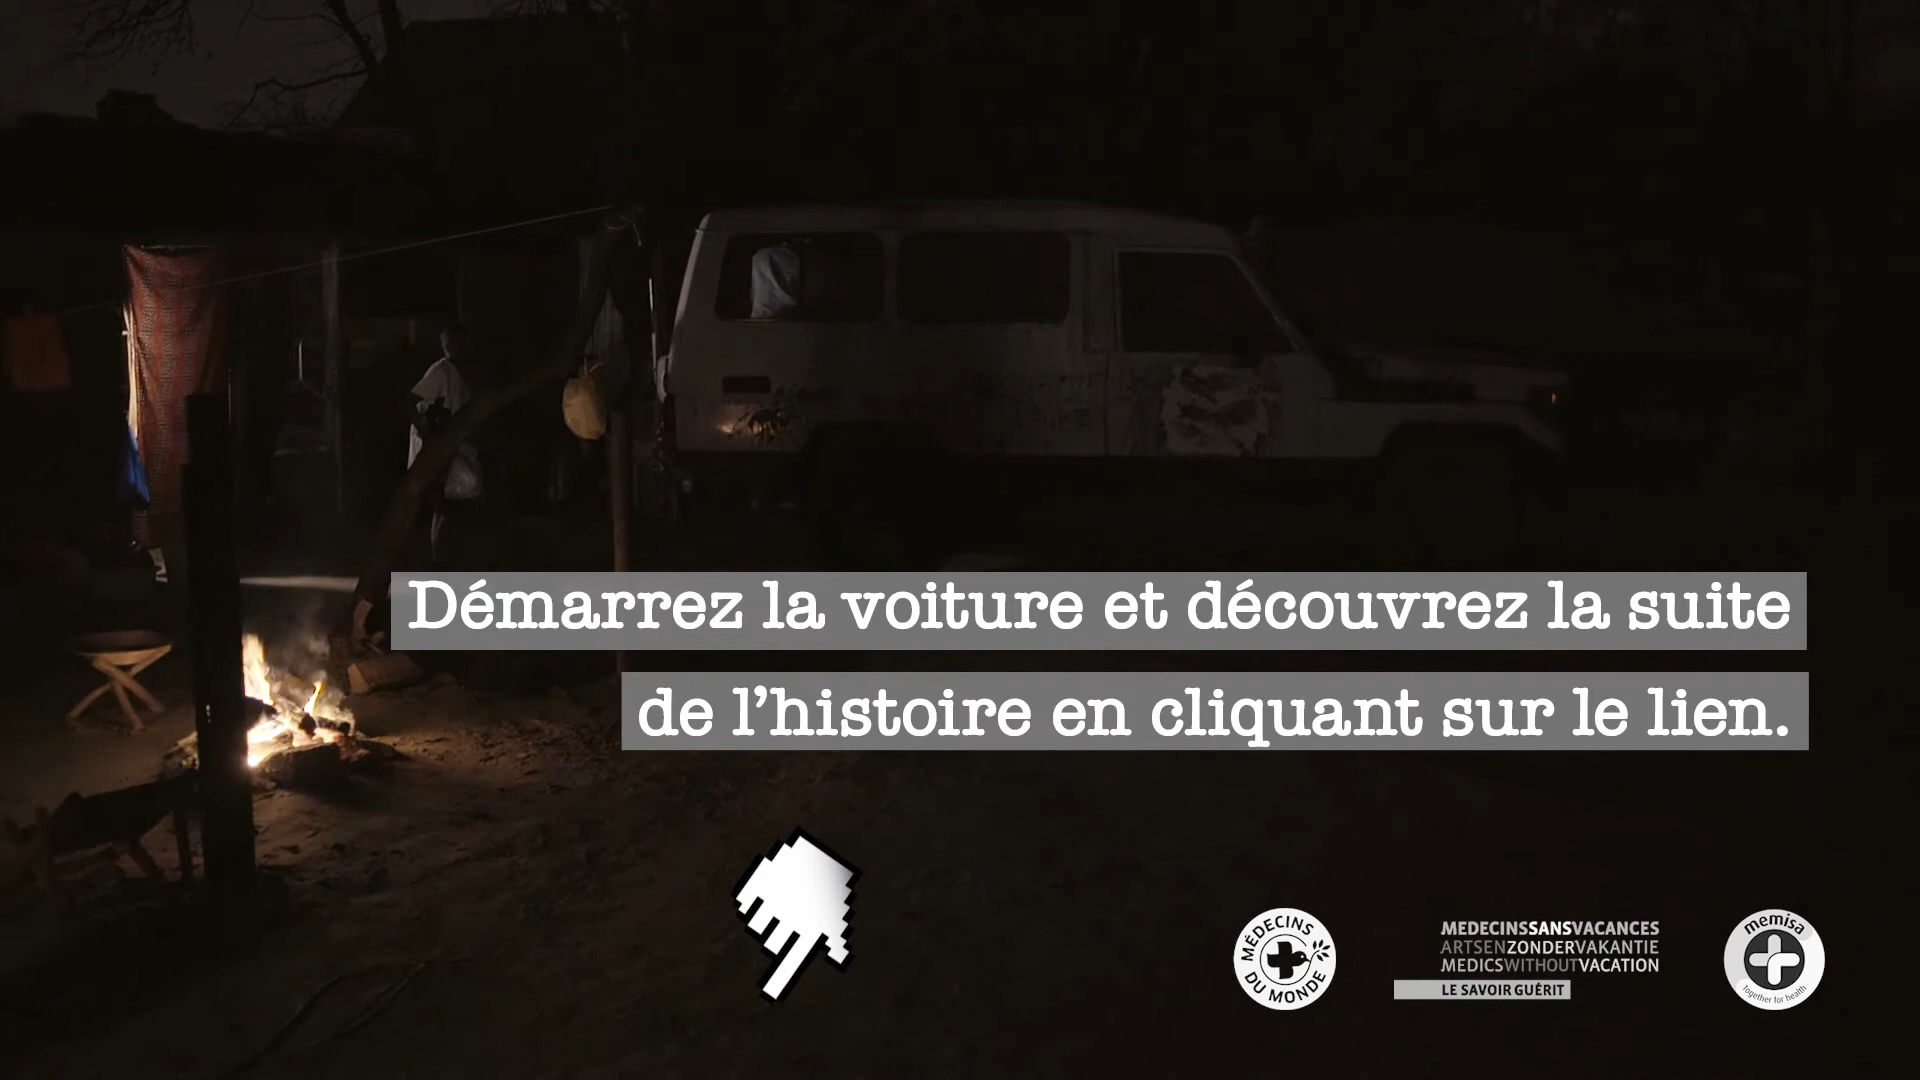 Démarrez la voiture et découvrez la suite
de l'histoire en cliquant sur le lien.
MÉDECINS
DU MONDE
MEDECINSSANSVACANCES
ARTSENZONDERVAKANTIE
MEDICSWITHOUTVACATION
LE SAVOIR GUÉRIT
memisa
Together for health